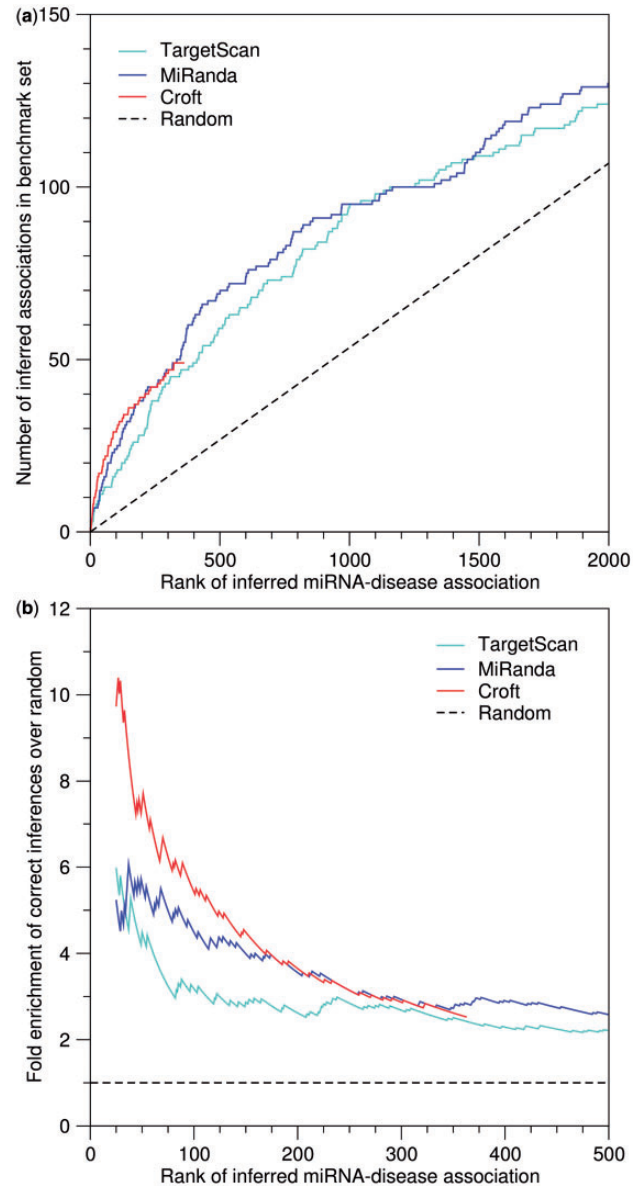 (a)
150
100
50
0
Number of inferred associations in benchmark set
TargetScan
MiRanda
Croft
Random
0 500 1000 1500 2000
Rank of inferred miRNA-disease association
(b)
12
10
8
6
4
2
0
Fold enrichment of correct inferences over random
TargetScan
MiRanda
Croft
Random
0 100 200 300 400 500
Rank of inferred miRNA-disease association